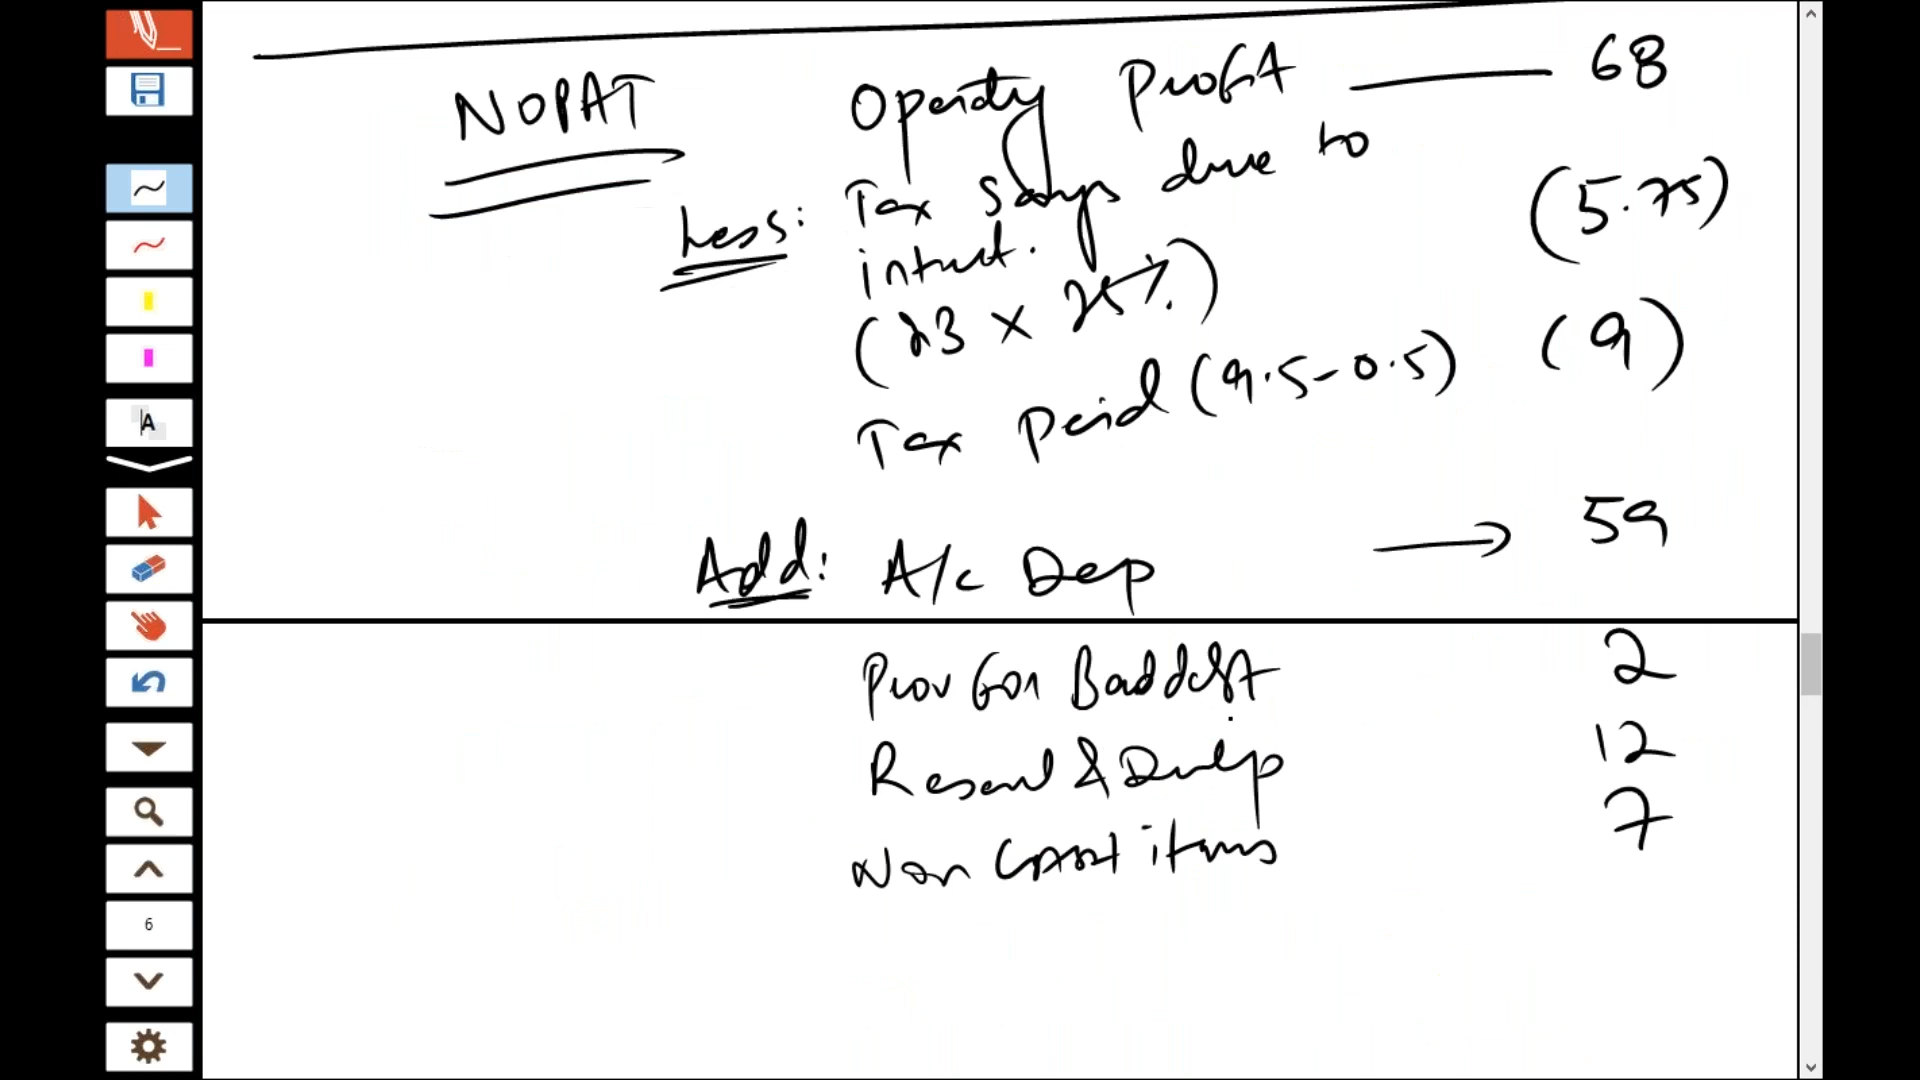 NOPAT Operating Profit 68
Less: Tax Savings due to
interest. (5.75)
(23 x 25%)
Tax Paid (9.5-0.5) (9)
Add: A/c Dep → 59
Prov for Bad debt 2
Research & Develop 12
Non Cash items 7
A
6